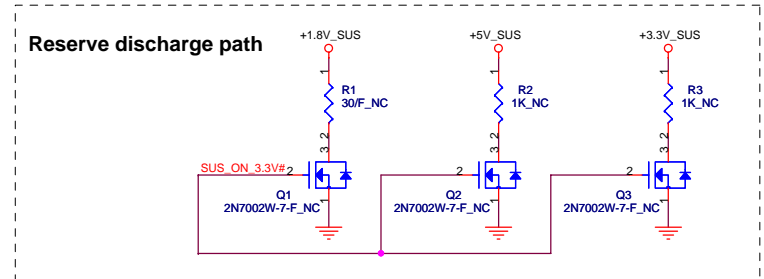 Reserve discharge path
+1.8V_SUS
+5V_SUS
+3.3V_SUS
1
1
1
R1
30/F_NC
R2
1K_NC
R3
1K_NC
2
2
2
3
3
3
SUS_ON_3.3V#
2
2
2
Q1
2N7002W-7-F_NC
Q2
2N7002W-7-F_NC
Q3
2N7002W-7-F_NC
1
1
1